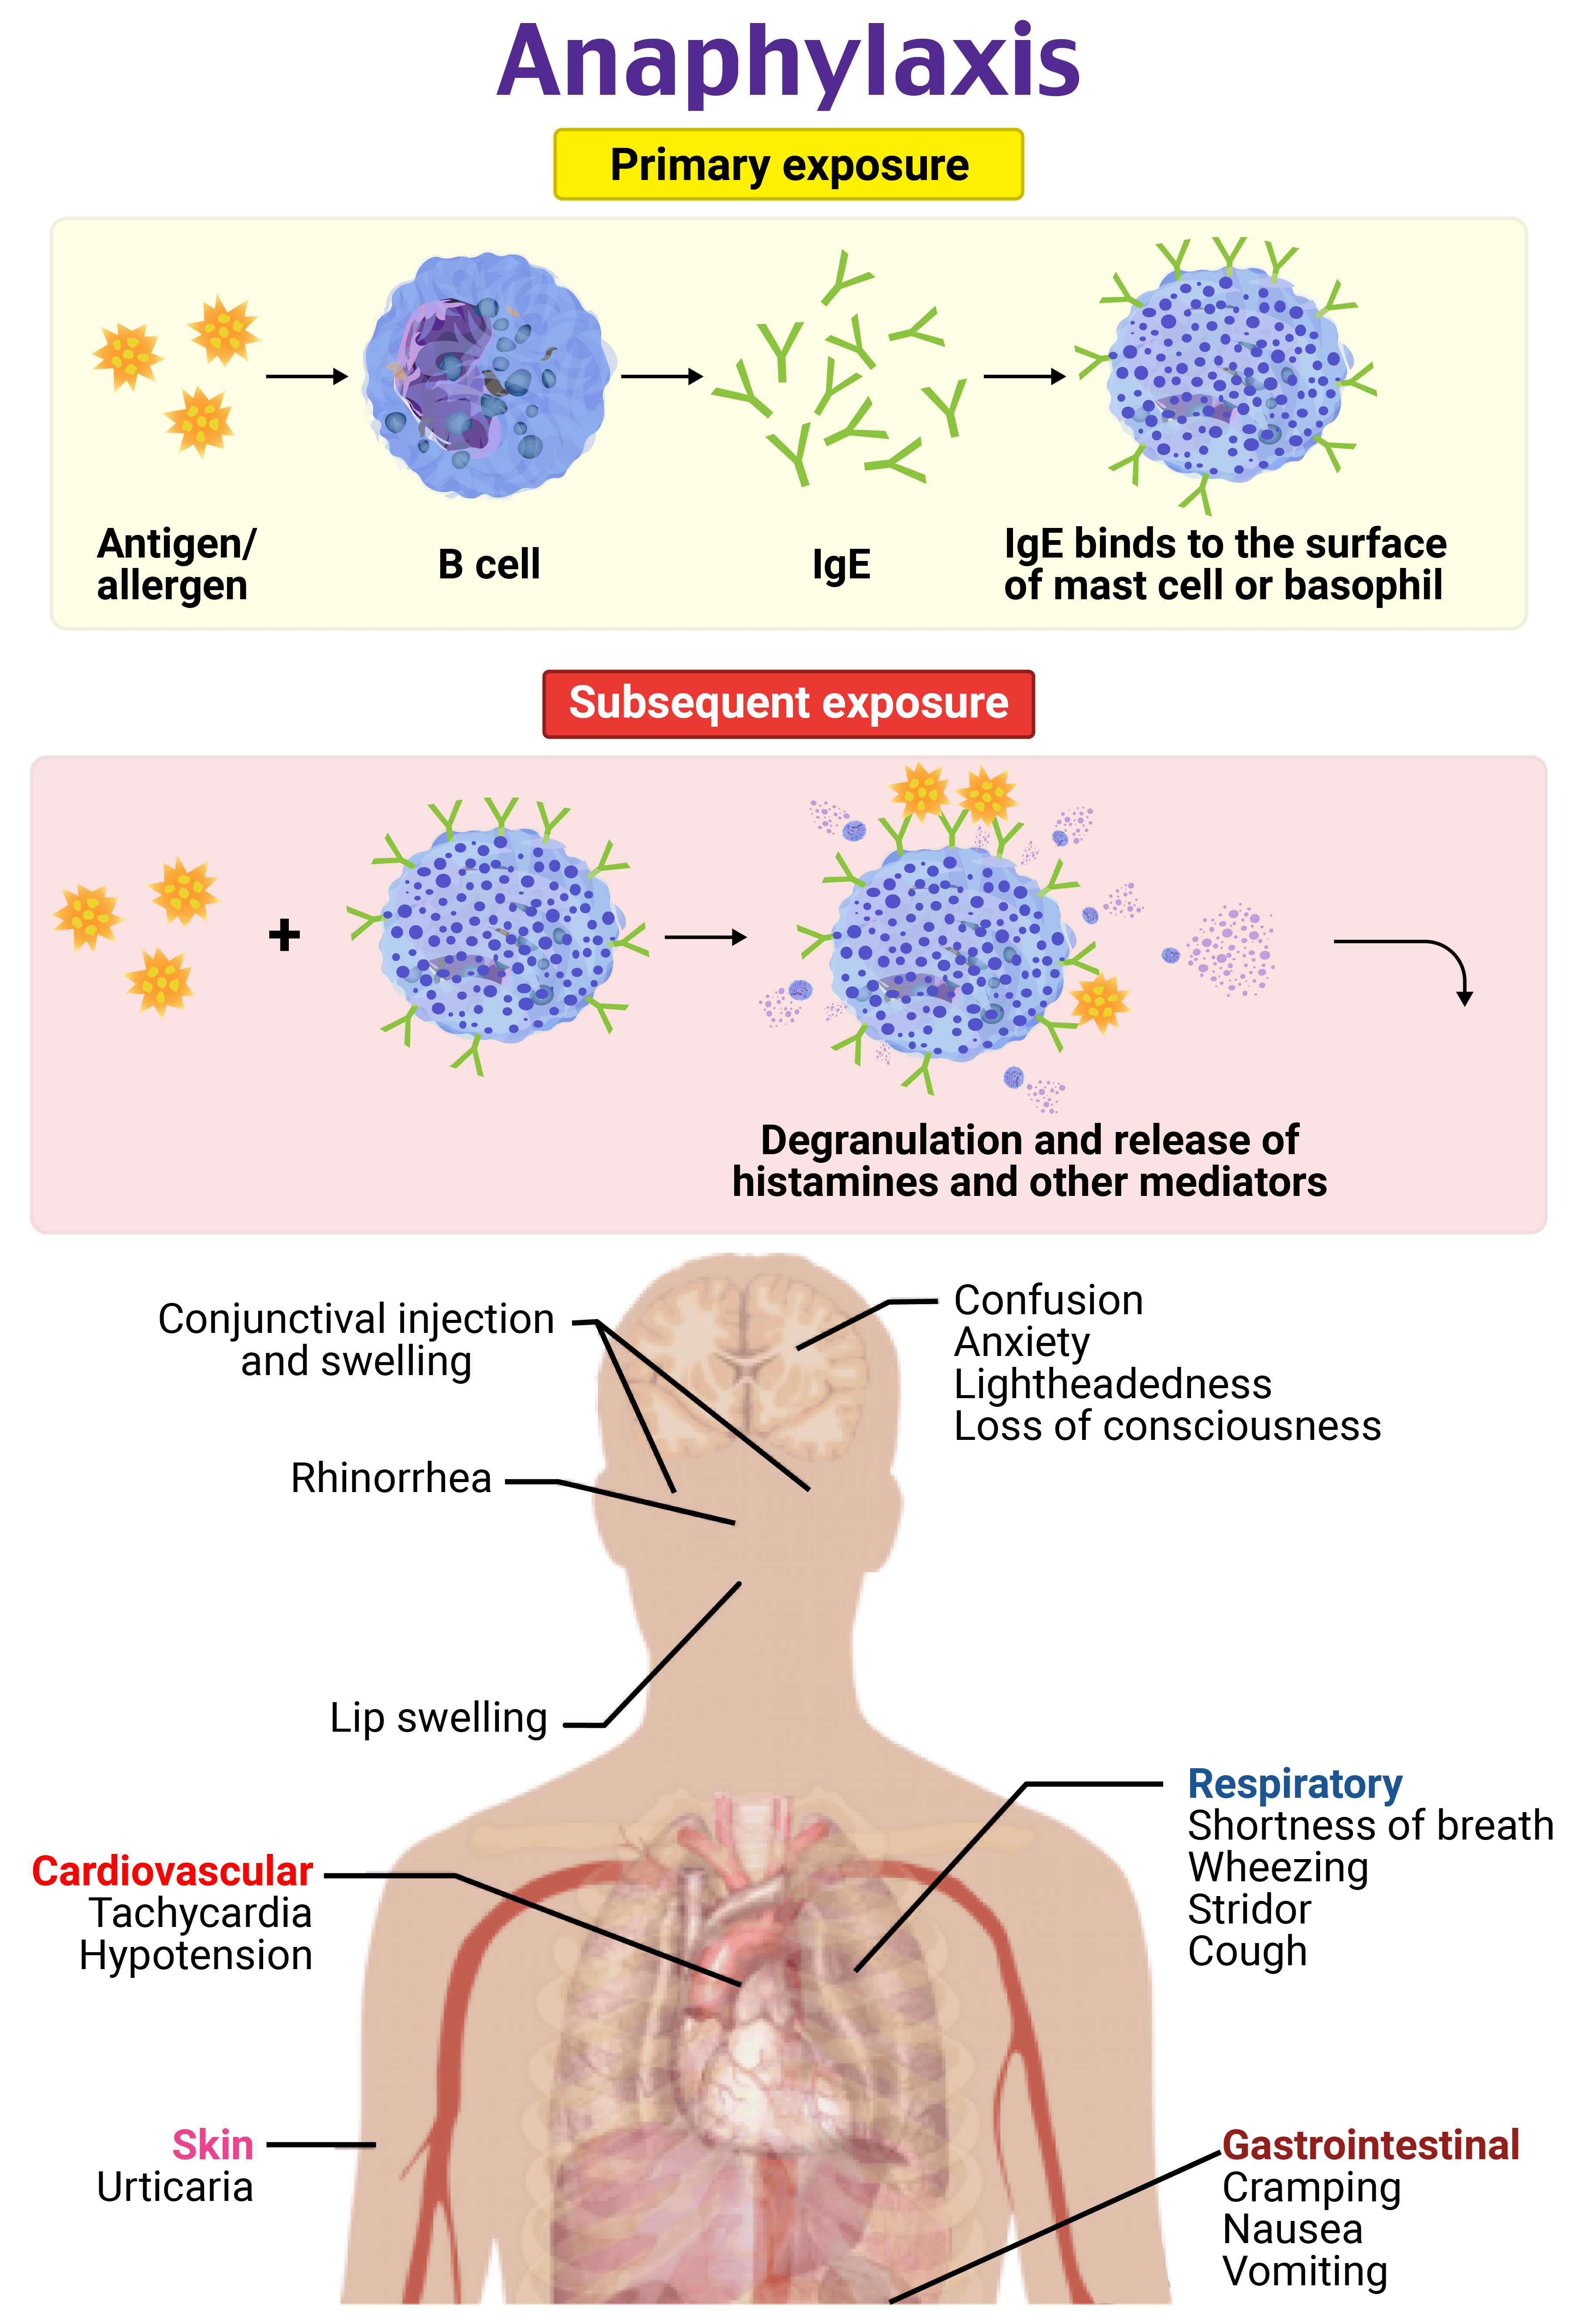 Anaphylaxis
Primary exposure
Antigen/
allergen
B cell
IgE
IgE binds to the surface
of mast cell or basophil
Subsequent exposure
+
Degranulation and release of
histamines and other mediators
Conjunctival injection
and swelling
Confusion
Anxiety
Lightheadedness
Loss of consciousness
Rhinorrhea
Lip swelling
Respiratory
Shortness of breath
Wheezing
Stridor
Cough
Cardiovascular
Tachycardia
Hypotension
Skin
Urticaria
Gastrointestinal
Cramping
Nausea
Vomiting